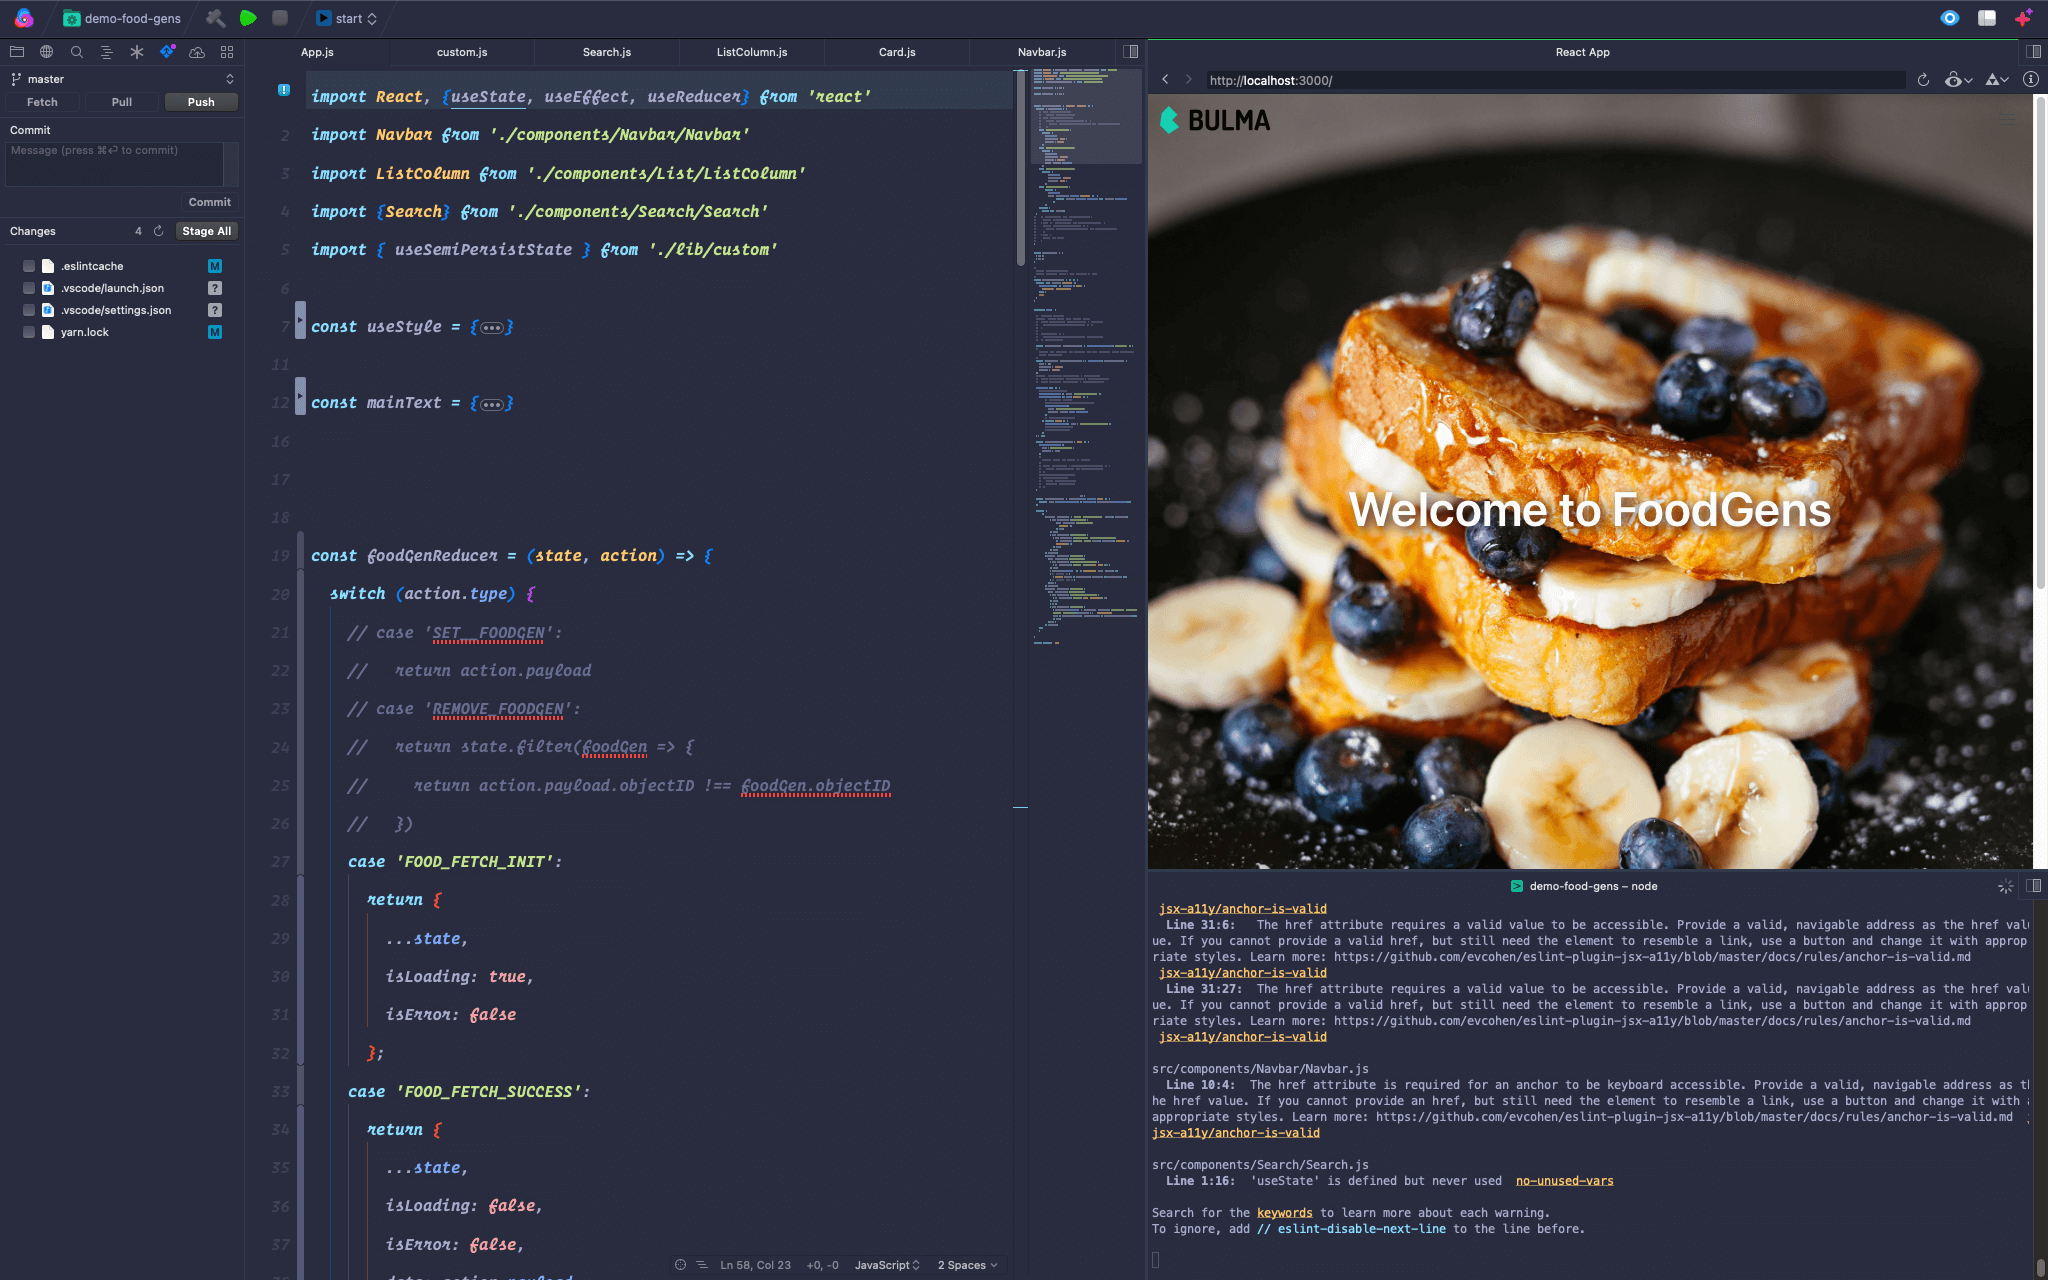 demo-food-gens
start
master
Fetch
Pull
Push
Commit
Message (press ⌘⏎ to commit)
Commit
Changes
4
Stage All
.eslintcache
M
.vscode/launch.json
?
.vscode/settings.json
?
yarn.lock
M
App.js
custom.js
Search.js
ListColumn.js
Card.js
Navbar.js
import React, {useState, useEffect, useReducer} from 'react'
2 import Navbar from './components/Navbar/Navbar'
3 import ListColumn from './components/List/ListColumn'
4 import {Search} from './components/Search/Search'
5 import { useSemiPersistState } from './lib/custom'
6
7 const useStyle = {•••}
11
12 const mainText = {•••}
16
17
18
19 const foodGenReducer = (state, action) => {
20 switch (action.type) {
21 // case 'SET__FOODGEN':
22 //   return action.payload
23 // case 'REMOVE_FOODGEN':
24 //   return state.filter(foodGen => {
25 //     return action.payload.objectID !== foodGen.objectID
26 //   })
27 case 'FOOD_FETCH_INIT':
28 return {
29 ...state,
30 isLoading: true,
31 isError: false
32 };
33 case 'FOOD_FETCH_SUCCESS':
34 return {
35 ...state,
36 isLoading: false,
37 isError: false,
Ln 58, Col 23
+0, -0
JavaScript
2 Spaces
React App
http://localhost:3000/
BULMA
Welcome to FoodGens
demo-food-gens – node
jsx-a11y/anchor-is-valid
Line 31:6:   The href attribute requires a valid value to be accessible. Provide a valid, navigable address as the href val
ue. If you cannot provide a valid href, but still need the element to resemble a link, use a button and change it with approp
riate styles. Learn more: https://github.com/evcohen/eslint-plugin-jsx-a11y/blob/master/docs/rules/anchor-is-valid.md
jsx-a11y/anchor-is-valid
Line 31:27:  The href attribute requires a valid value to be accessible. Provide a valid, navigable address as the href val
ue. If you cannot provide a valid href, but still need the element to resemble a link, use a button and change it with approp
riate styles. Learn more: https://github.com/evcohen/eslint-plugin-jsx-a11y/blob/master/docs/rules/anchor-is-valid.md
jsx-a11y/anchor-is-valid
src/components/Navbar/Navbar.js
Line 10:4:  The href attribute is required for an anchor to be keyboard accessible. Provide a valid, navigable address as t
he href value. If you cannot provide an href, but still need the element to resemble a link, use a button and change it with
appropriate styles. Learn more: https://github.com/evcohen/eslint-plugin-jsx-a11y/blob/master/docs/rules/anchor-is-valid.md
jsx-a11y/anchor-is-valid
src/components/Search/Search.js
Line 1:16:  'useState' is defined but never used  no-unused-vars
Search for the keywords to learn more about each warning.
To ignore, add // eslint-disable-next-line to the line before.